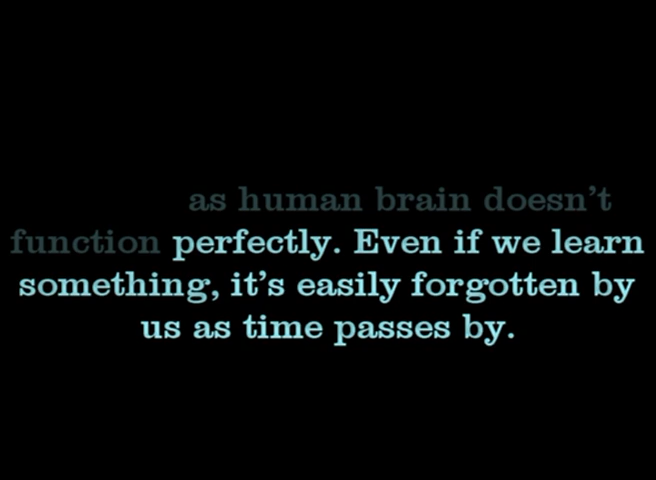 as human brain doesn’t
function perfectly. Even if we learn
something, it’s easily forgotten by
us as time passes by.